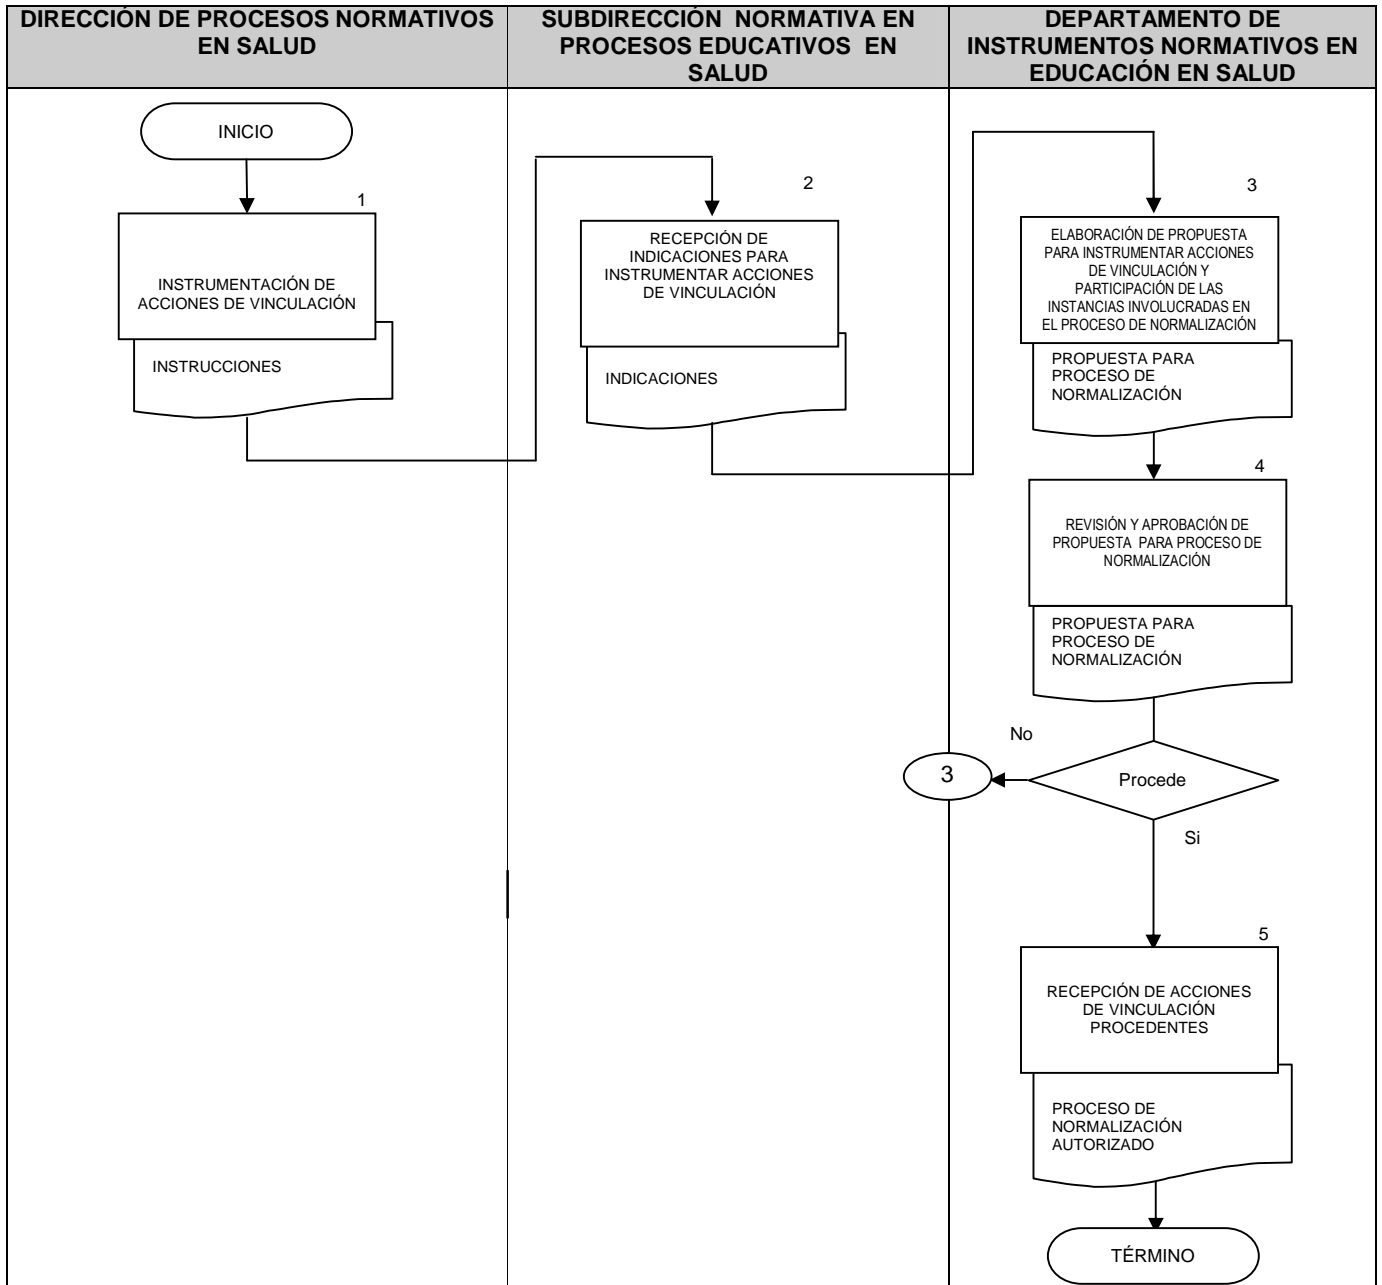 DIRECCIÓN DE PROCESOS NORMATIVOS
EN SALUD
SUBDIRECCIÓN NORMATIVA EN
PROCESOS EDUCATIVOS EN
SALUD
DEPARTAMENTO DE
INSTRUMENTOS NORMATIVOS EN
EDUCACIÓN EN SALUD
INICIO
1
INSTRUMENTACIÓN DE
ACCIONES DE VINCULACIÓN
INSTRUCCIONES
2
RECEPCIÓN DE
INDICACIONES PARA
INSTRUMENTAR ACCIONES
DE VINCULACIÓN
INDICACIONES
3
ELABORACIÓN DE PROPUESTA
PARA INSTRUMENTAR ACCIONES
DE VINCULACIÓN Y
PARTICIPACIÓN DE LAS
INSTANCIAS INVOLUCRADAS EN
EL PROCESO DE NORMALIZACIÓN
PROPUESTA PARA
PROCESO DE
NORMALIZACIÓN
4
REVISIÓN Y APROBACIÓN DE
PROPUESTA PARA PROCESO DE
NORMALIZACIÓN
PROPUESTA PARA
PROCESO DE
NORMALIZACIÓN
No
3
Procede
Si
5
RECEPCIÓN DE ACCIONES
DE VINCULACIÓN
PROCEDENTES
PROCESO DE
NORMALIZACIÓN
AUTORIZADO
TÉRMINO